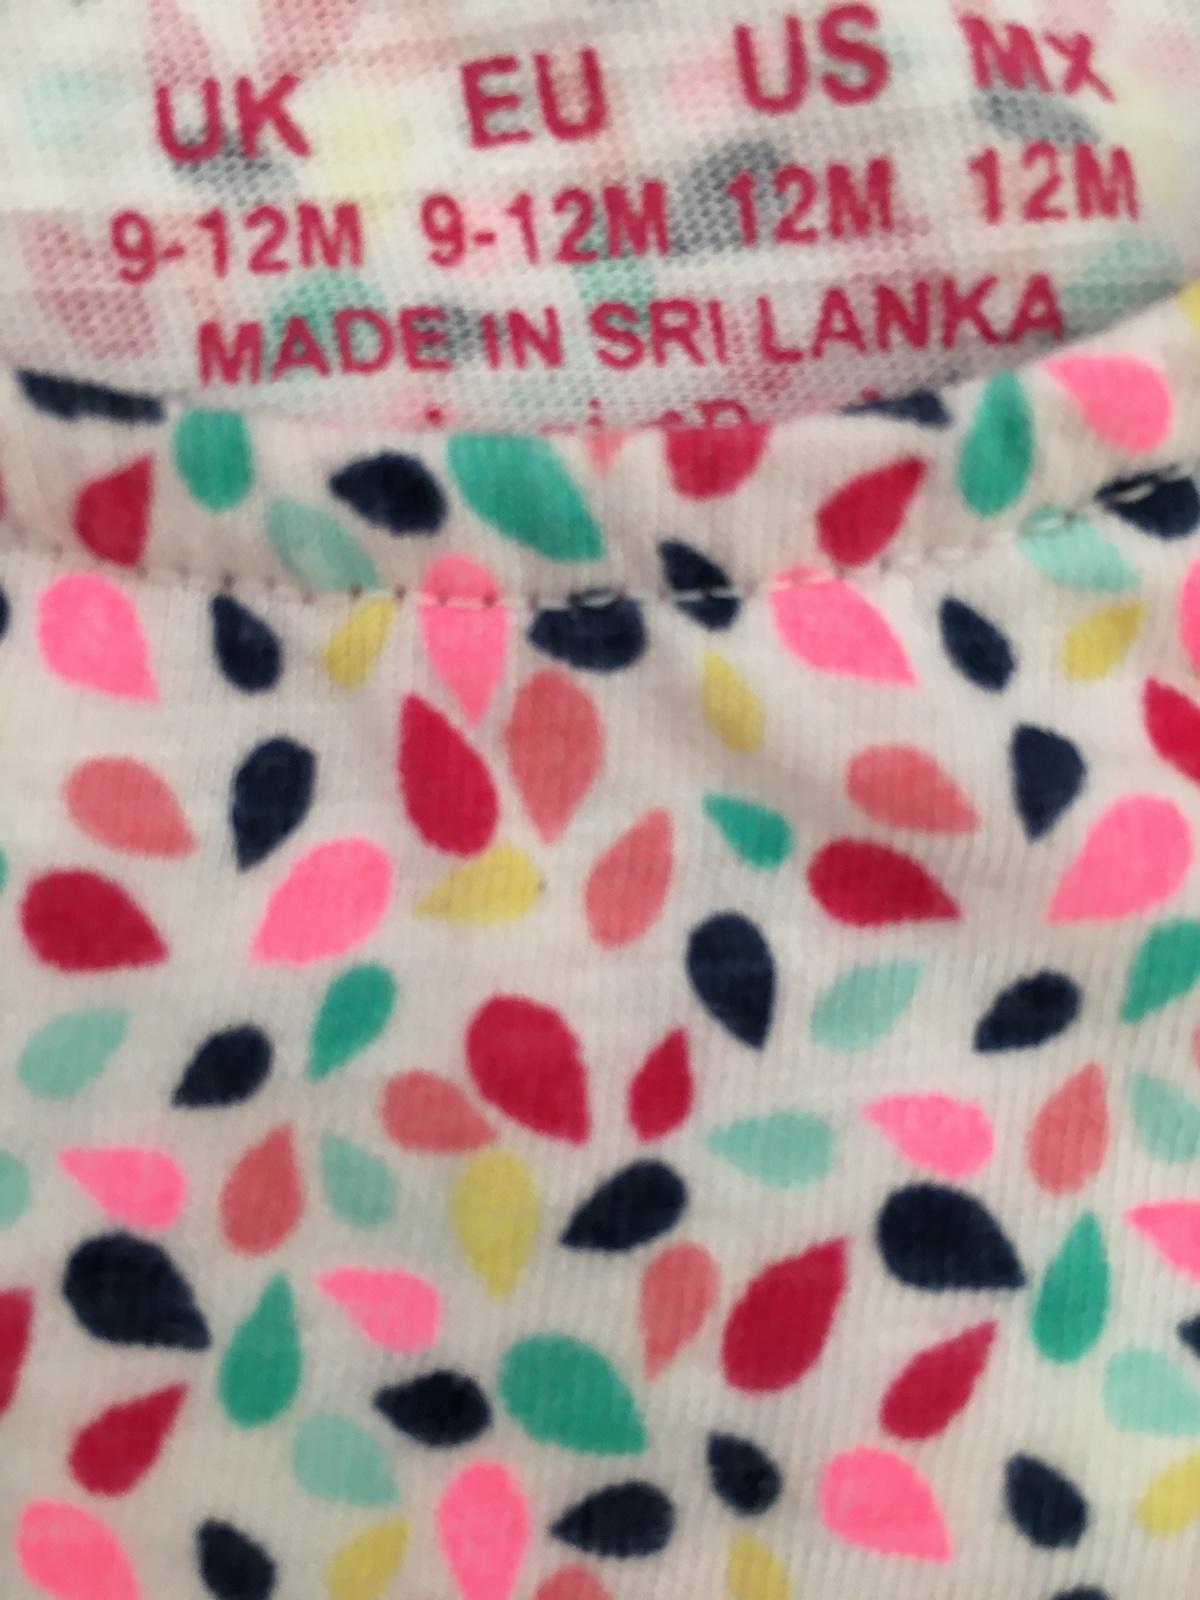 UK EU US Mx
9-12M 9-12M 12M 12M
MADE IN SRI LANKA